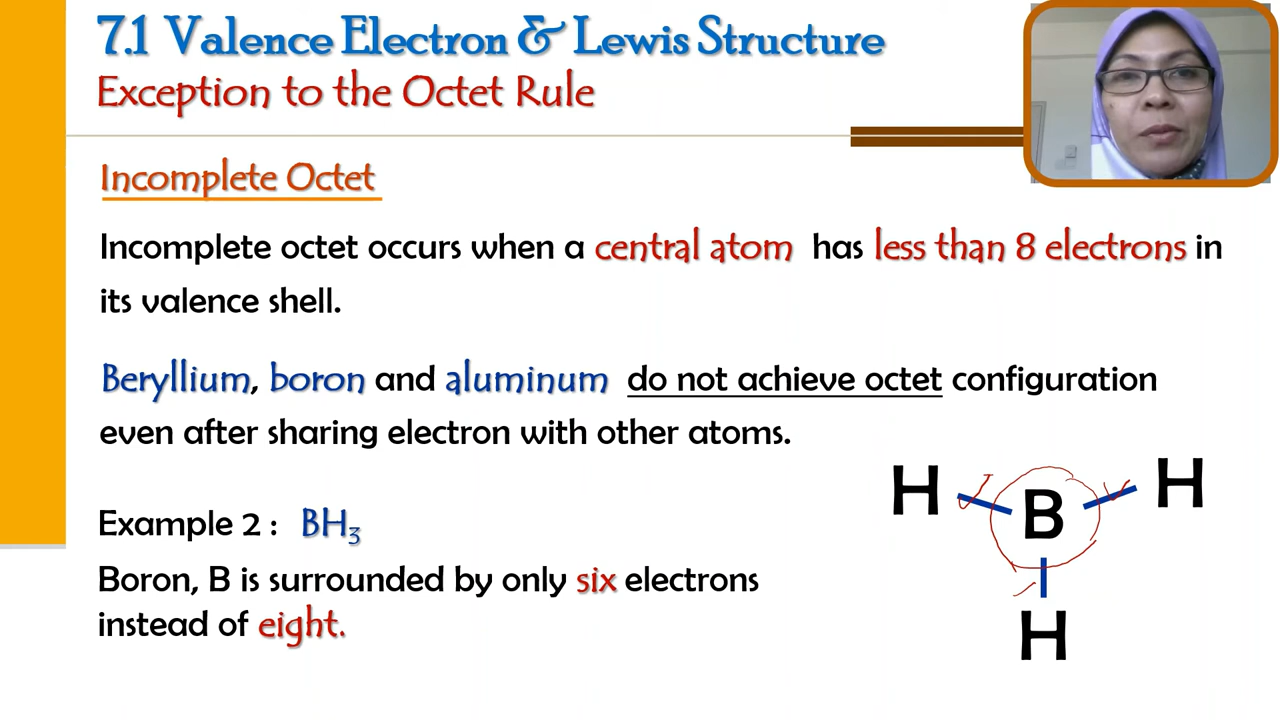 7.1 Valence Electron & Lewis Structure
Exception to the Octet Rule
Incomplete Octet
Incomplete octet occurs when a central atom has less than 8 electrons in
its valence shell.
Beryllium, boron and aluminum do not achieve octet configuration
even after sharing electron with other atoms.
Example 2 : BH₃
Boron, B is surrounded by only six electrons
instead of eight.
H B H
H